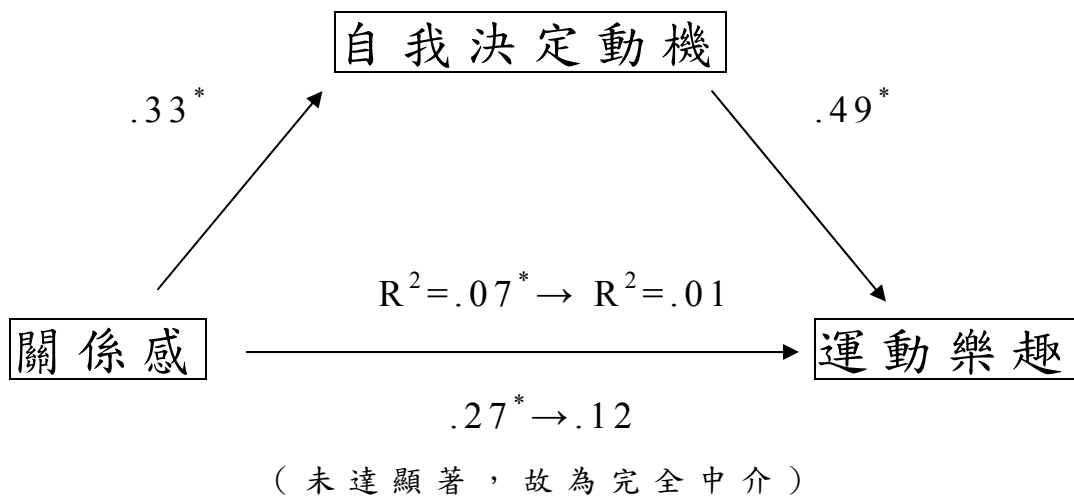 自我決定動機
.33*
.49*
R²=.07*→ R²=.01
關係感
運動樂趣
.27*→.12
(未達顯著，故為完全中介)